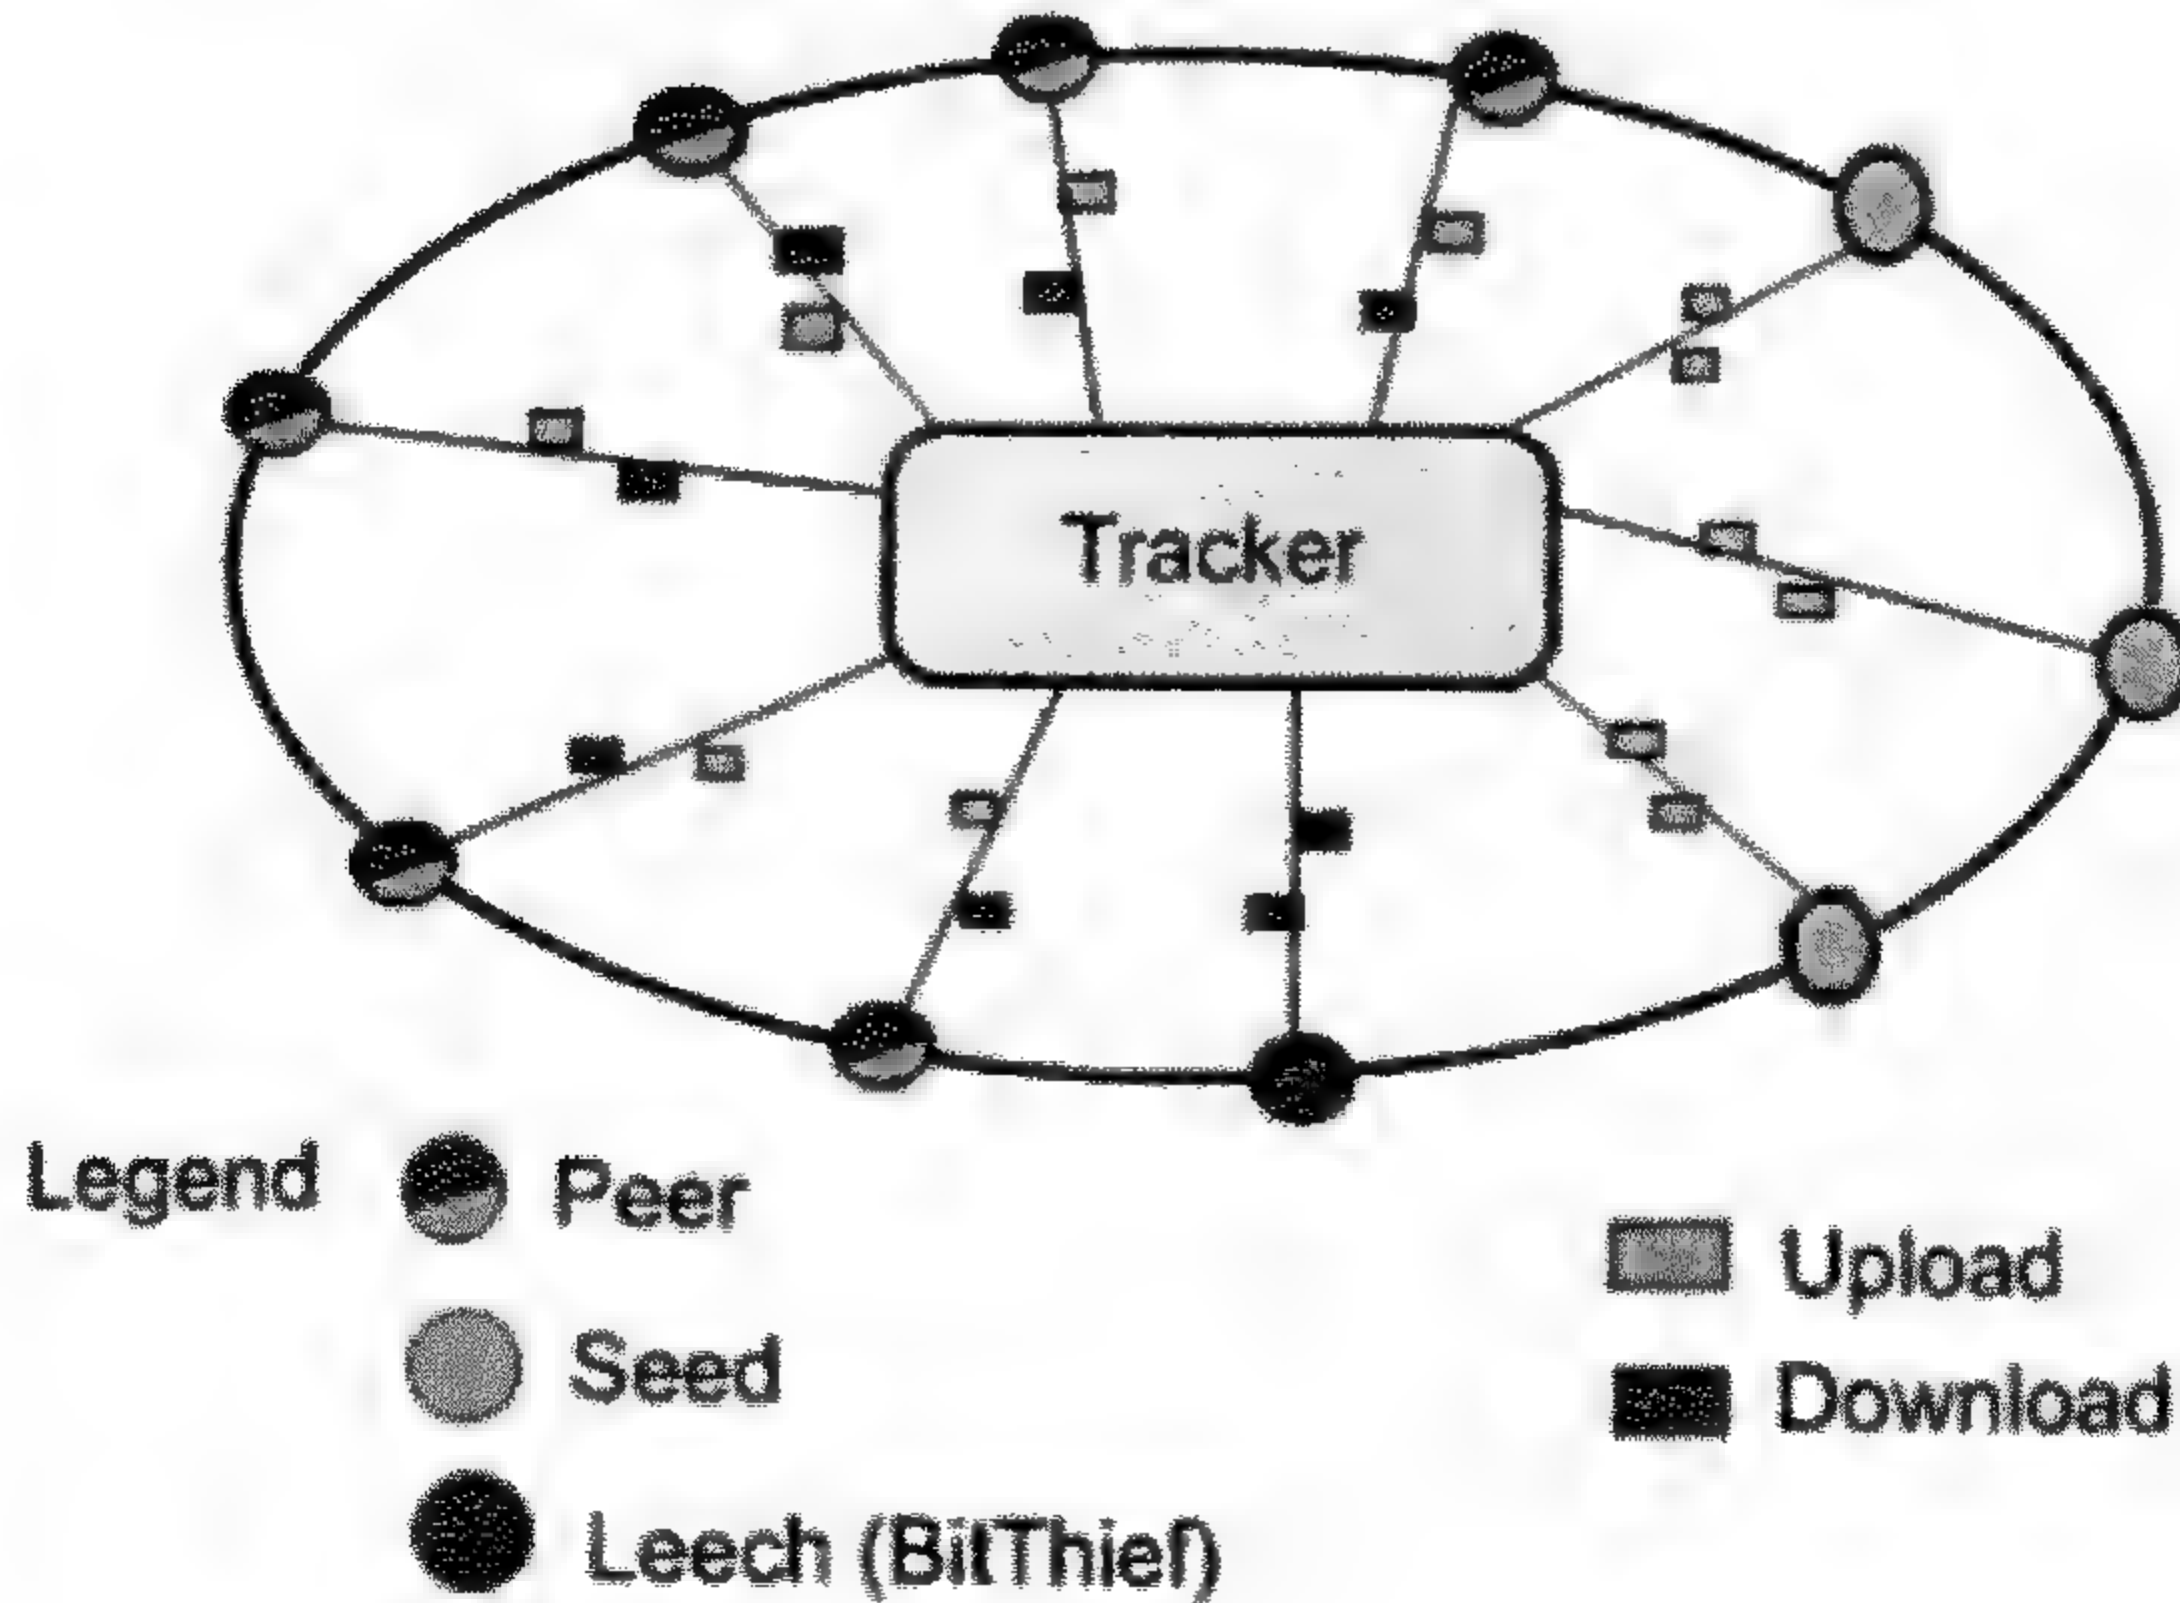 Tracker
Legend
Peer
Seed
Leech (BitThief)
Upload
Download